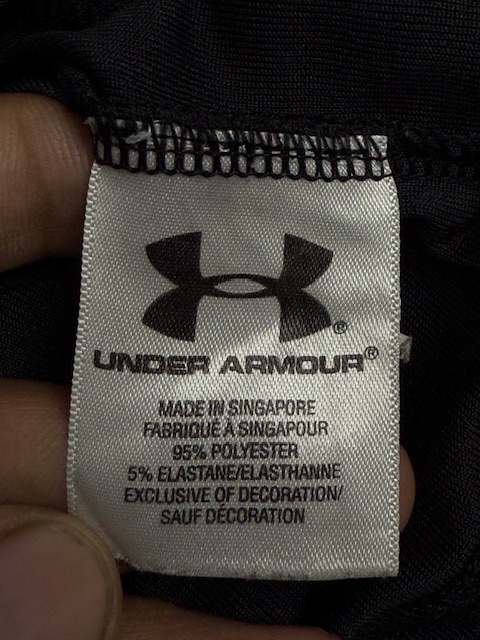 ®
UNDER ARMOUR®
MADE IN SINGAPORE
FABRIQUÉ À SINGAPOUR
95% POLYESTER
5% ELASTANE/ELASTHANNE
EXCLUSIVE OF DECORATION/
SAUF DÉCORATION